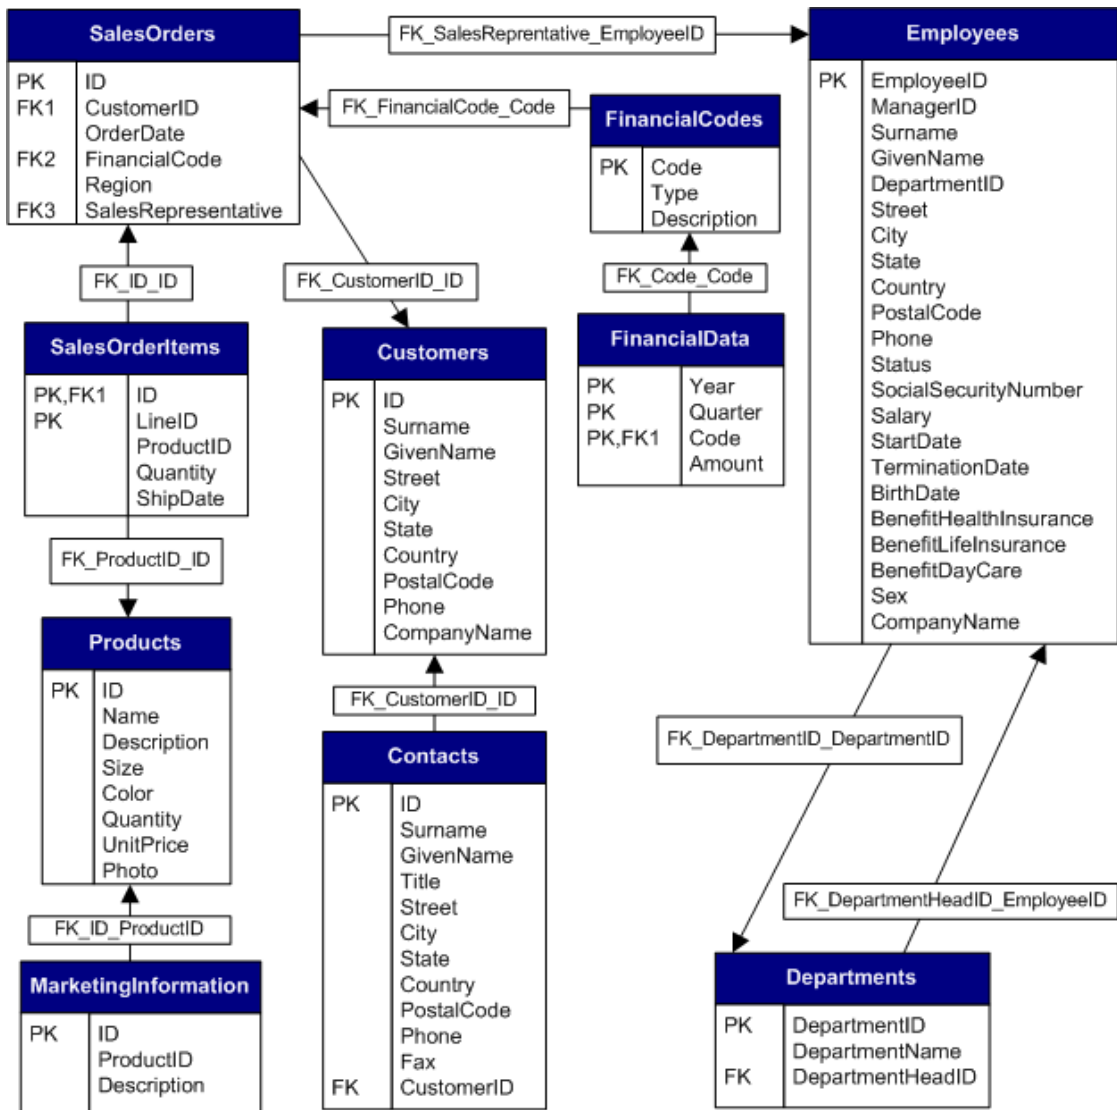 SalesOrders
PK ID
FK1 CustomerID
OrderDate
FK2 FinancialCode
Region
FK3 SalesRepresentative
FK_SalesReprentative_EmployeeID
FK_FinancialCode_Code
FinancialCodes
PK Code
Type
Description
Employees
PK EmployeeID
ManagerID
Surname
GivenName
DepartmentID
Street
City
State
Country
PostalCode
Phone
Status
SocialSecurityNumber
Salary
StartDate
TerminationDate
BirthDate
BenefitHealthInsurance
BenefitLifeInsurance
BenefitDayCare
Sex
CompanyName
FK_ID_ID
FK_CustomerID_ID
FK_Code_Code
SalesOrderItems
PK,FK1 ID
PK LineID
ProductID
Quantity
ShipDate
Customers
PK ID
Surname
GivenName
Street
City
State
Country
PostalCode
Phone
CompanyName
FinancialData
PK Year
PK Quarter
PK,FK1 Code
Amount
FK_ProductID_ID
Products
PK ID
Name
Description
Size
Color
Quantity
UnitPrice
Photo
FK_CustomerID_ID
Contacts
PK ID
Surname
GivenName
Title
Street
City
State
Country
PostalCode
Phone
Fax
FK CustomerID
FK_DepartmentID_DepartmentID
FK_DepartmentHeadID_EmployeeID
FK_ID_ProductID
MarketingInformation
PK ID
ProductID
Description
Departments
PK DepartmentID
DepartmentName
FK DepartmentHeadID